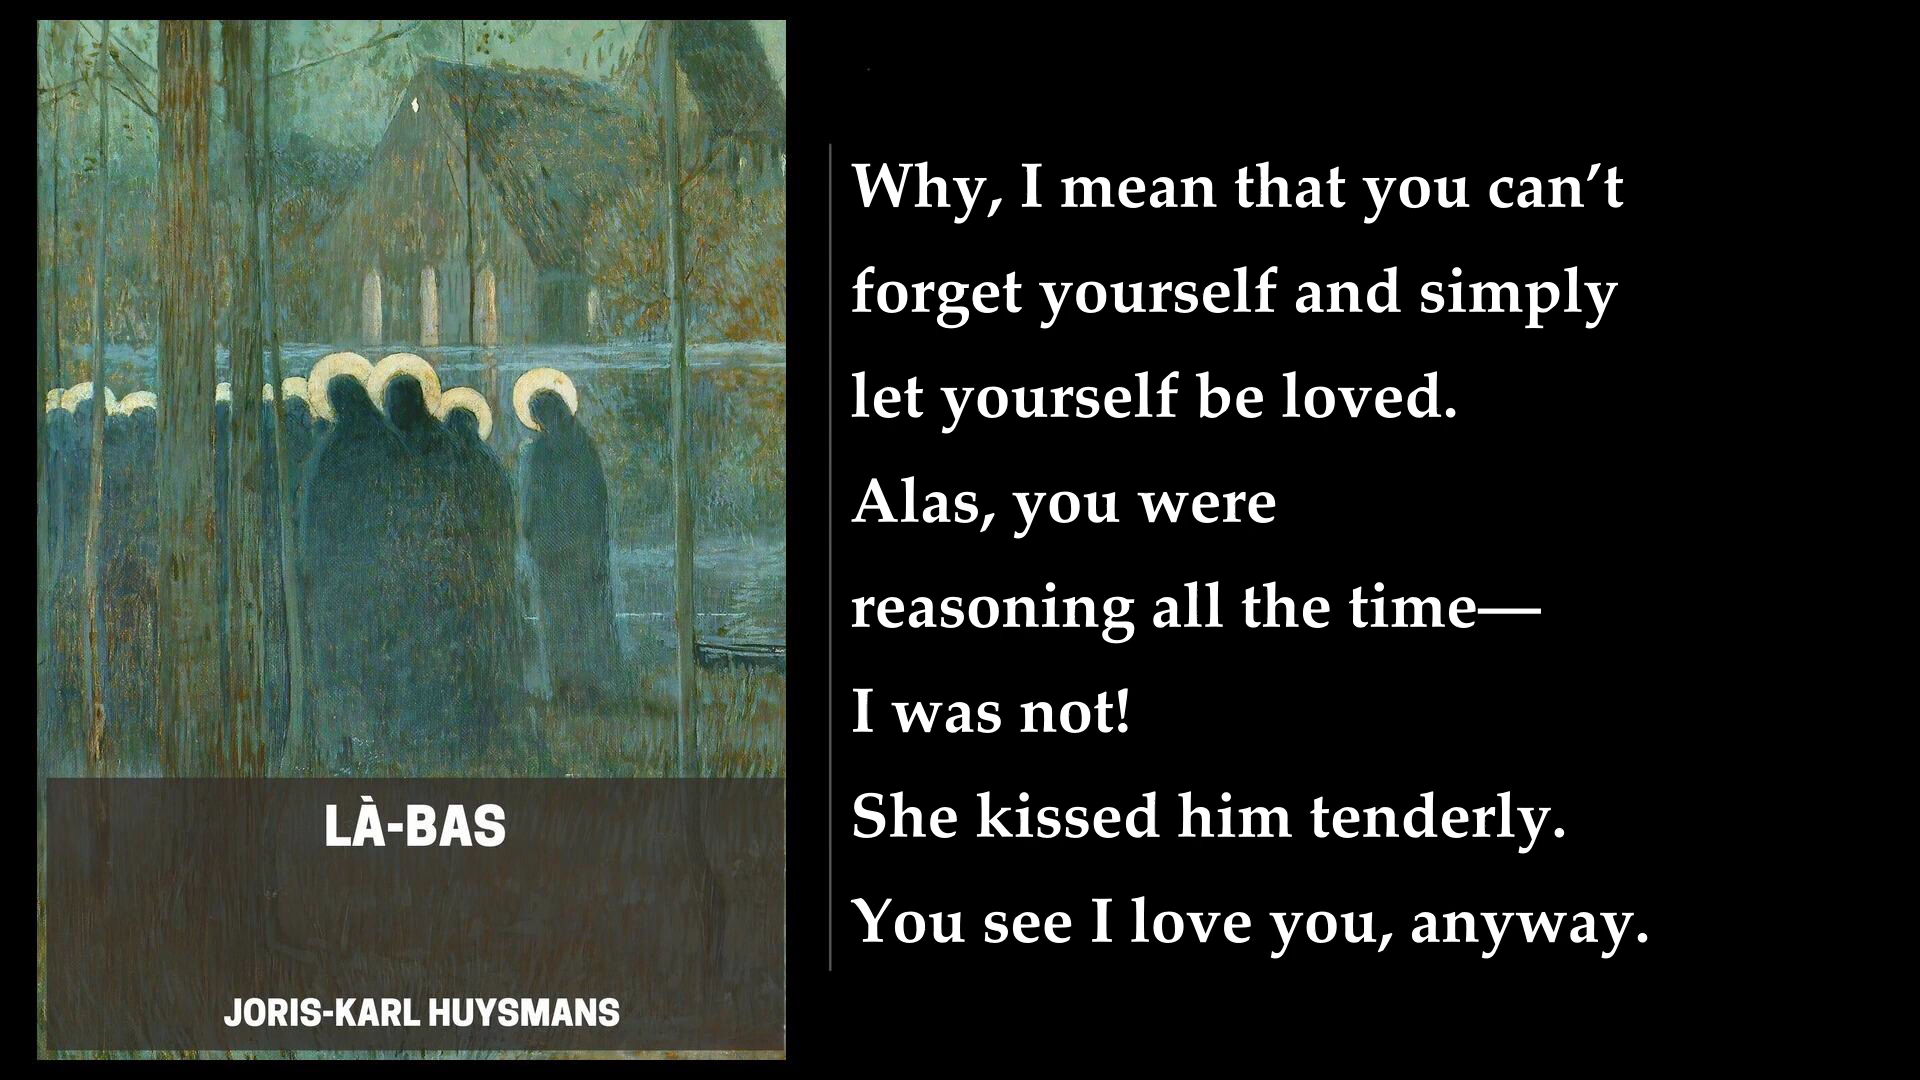 LÀ-BAS
JORIS-KARL HUYSMANS
Why, I mean that you can’t
forget yourself and simply
let yourself be loved.
Alas, you were
reasoning all the time—
I was not!
She kissed him tenderly.
You see I love you, anyway.